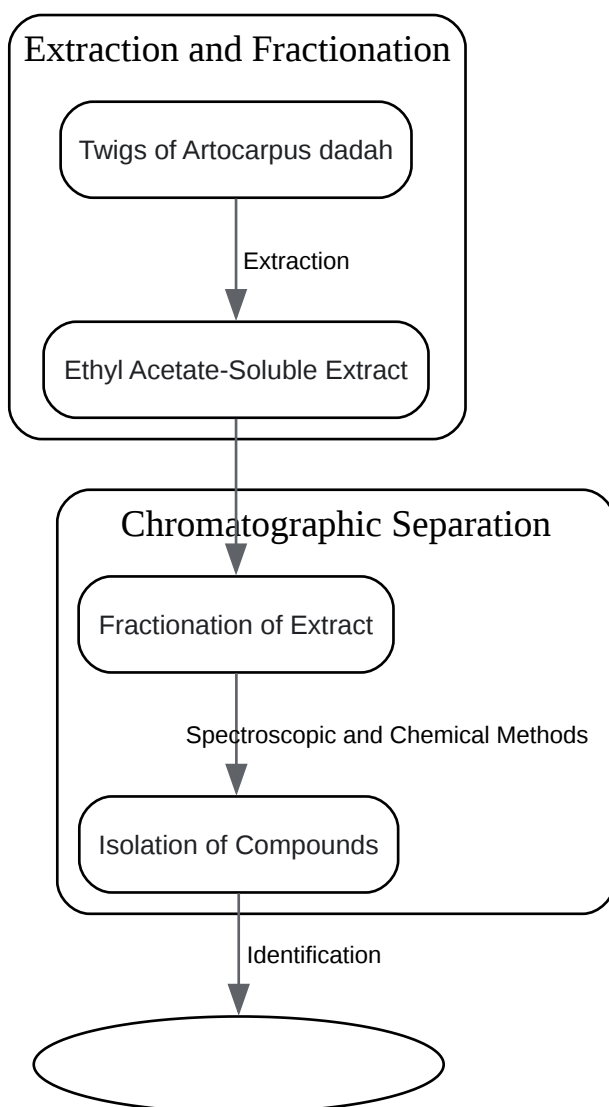 Extraction and Fractionation
Twigs of Artocarpus dadah
Extraction
Ethyl Acetate-Soluble Extract
Chromatographic Separation
Fractionation of Extract
Spectroscopic and Chemical Methods
Isolation of Compounds
Identification